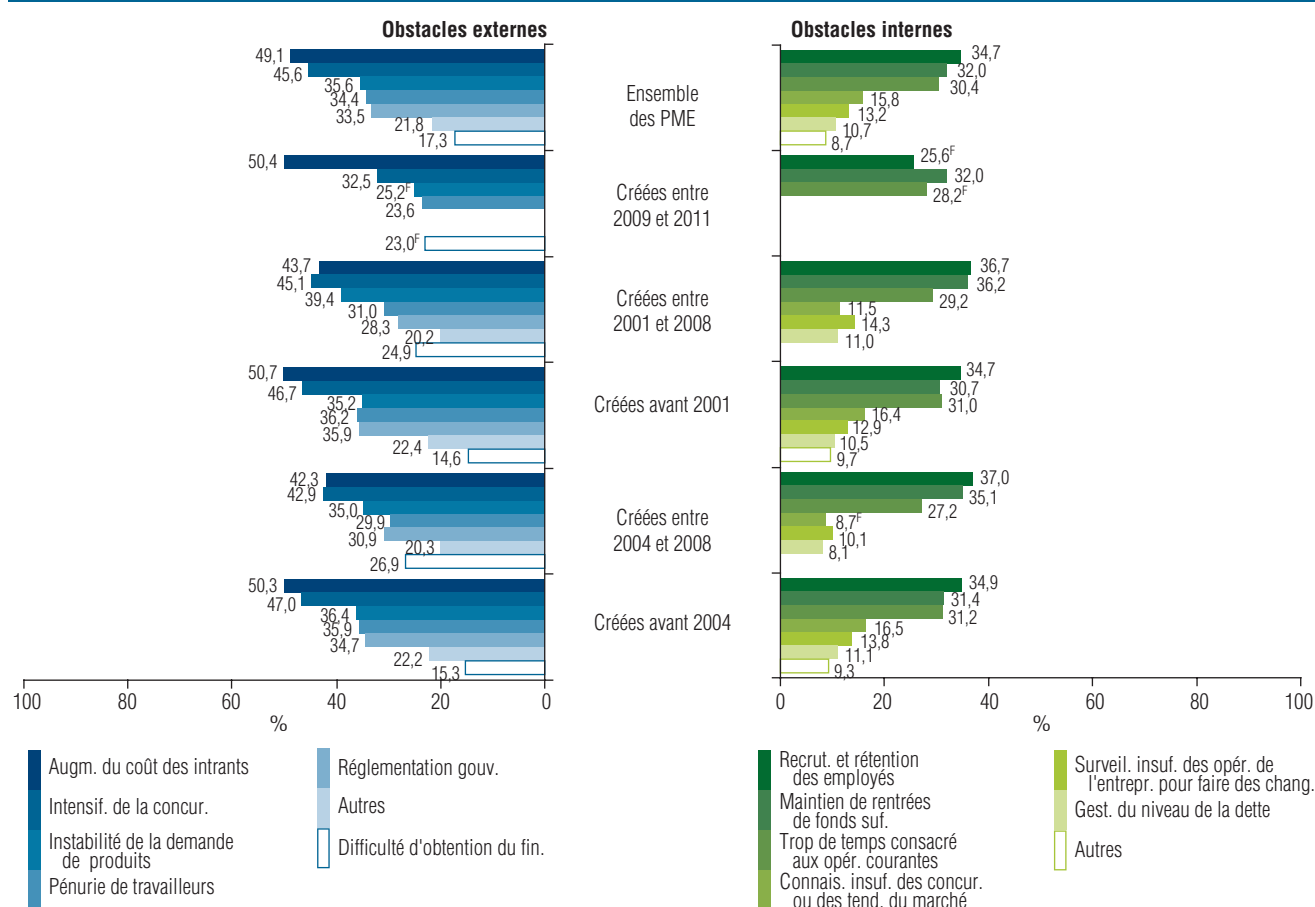 Obstacles externes
49,1
45,6
35,6
34,4
33,5
21,8
17,3
50,4
32,5
25,2F
23,6
23,0F
43,7
45,1
39,4
31,0
28,3
20,2
24,9
50,7
46,7
35,2
36,2
35,9
22,4
14,6
42,3
42,9
35,0
29,9
30,9
20,3
26,9
50,3
47,0
36,4
35,9
34,7
22,2
15,3
100 80 60 40 20 0
%
Ensemble
des PME
Créées entre
2009 et 2011
Créées entre
2001 et 2008
Créées avant 2001
Créées entre
2004 et 2008
Créées avant 2004
Obstacles internes
34,7
32,0
30,4
15,8
13,2
10,7
8,7
25,6F
32,0
28,2F
36,7
36,2
29,2
11,5
14,3
11,0
34,7
30,7
31,0
16,4
12,9
10,5
9,7
37,0
35,1
27,2
8,7F
10,1
8,1
34,9
31,4
31,2
16,5
13,8
11,1
9,3
0 20 40 60 80 100
%
Augm. du coût des intrants
Intensif. de la concur.
Instabilité de la demande
de produits
Pénurie de travailleurs
Réglementation gouv.
Autres
Difficulté d'obtention du fin.
Recrut. et rétention
des employés
Maintien de rentrées
de fonds suf.
Trop de temps consacré
aux opér. courantes
Connais. insuf. des concur.
ou des tend. du marché
Surveil. insuf. des opér. de
l'entrepr. pour faire des chang.
Gest. du niveau de la dette
Autres